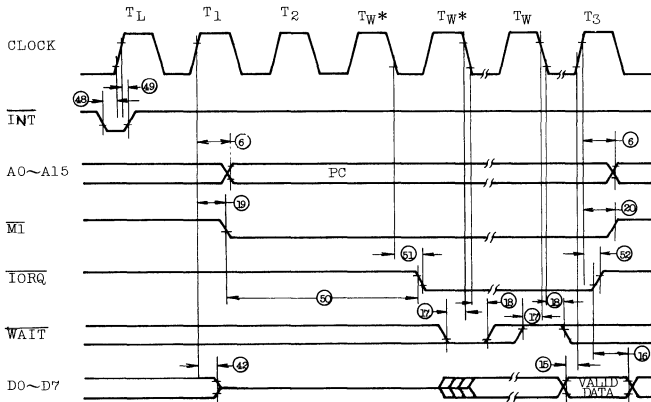 TL T1 T2 TW* TW* TW T3
CLOCK
49
48
INT
6 6
A0~A15 PC
19 20
M1
51 52
IORQ
50
17 18 17 18
WAIT
16
42 15
D0~D7 VALID
DATA